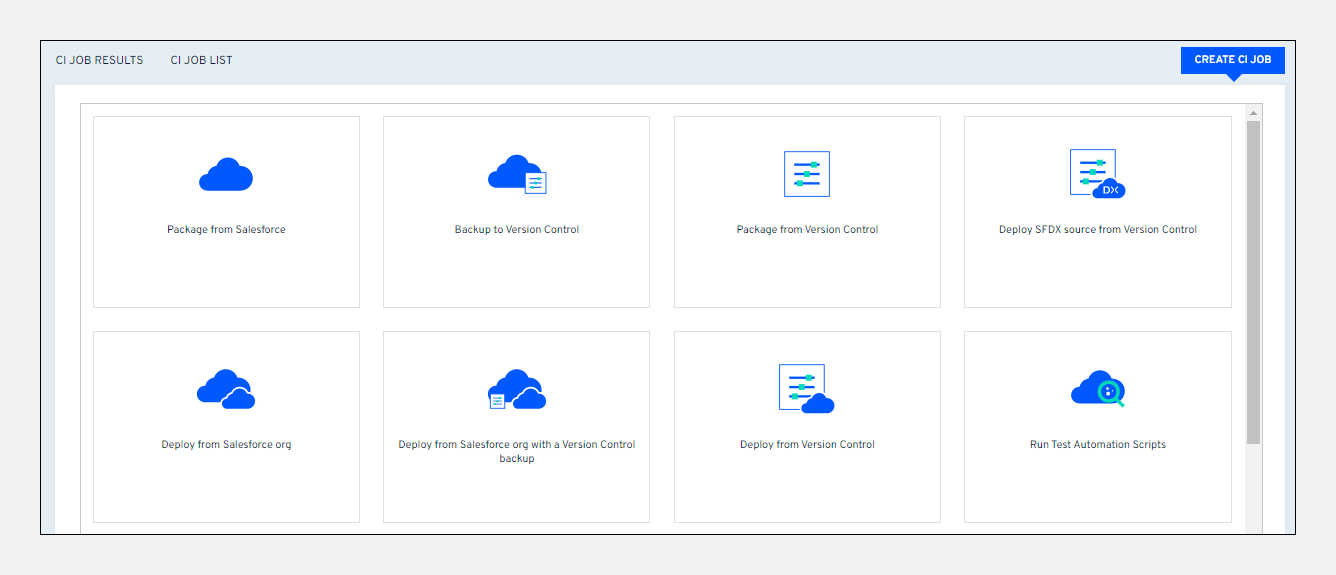 CI JOB RESULTS
CI JOB LIST
CREATE CI JOB
Package from Salesforce
Backup to Version Control
Package from Version Control
DX
Deploy SFDX source from Version Control
Deploy from Salesforce org
Deploy from Salesforce org with a Version Control
backup
Deploy from Version Control
Run Test Automation Scripts